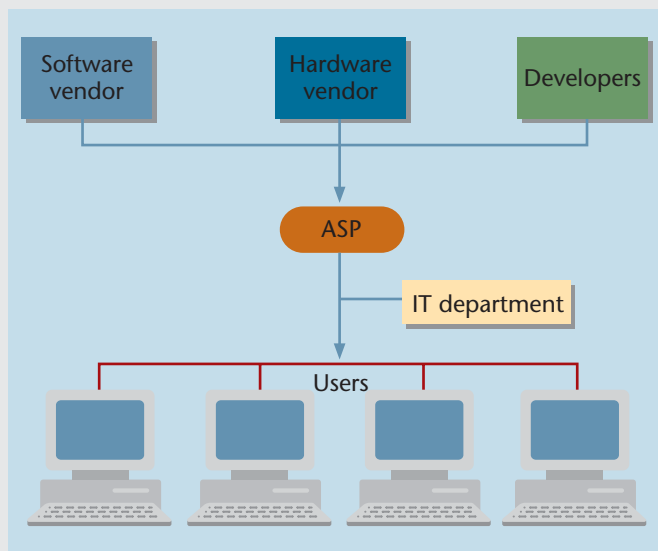 Software
vendor
Hardware
vendor
Developers
ASP
IT department
Users